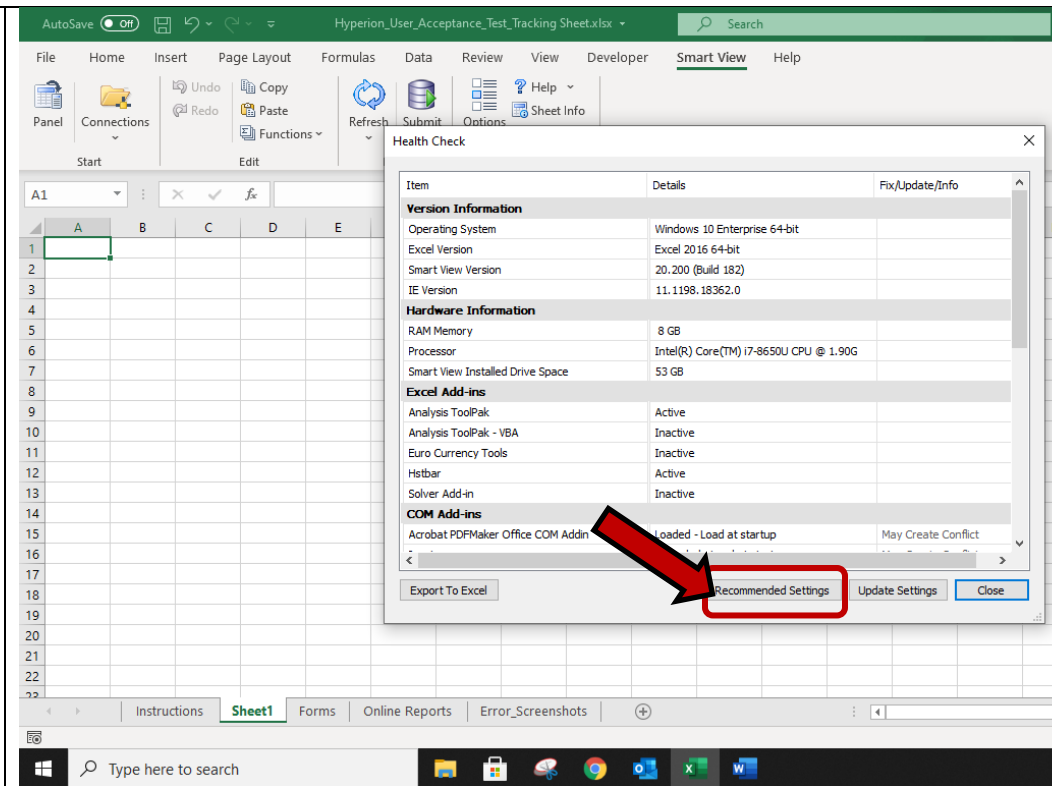 AutoSave Off Hyperion_User_Acceptance_Test_Tracking Sheet.xlsx Search
File Home Insert Page Layout Formulas Data Review View Developer Smart View Help
Panel Connections Undo Redo Copy Paste Functions Refresh Submit Options Help Sheet Info
Start Edit
Health Check
A1 fx
A B C D E
Item Details Fix/Update/Info
Version Information
Operating System Windows 10 Enterprise 64-bit
Excel Version Excel 2016 64-bit
Smart View Version 20.200 (Build 182)
IE Version 11.1198.18362.0
Hardware Information
RAM Memory 8 GB
Processor Intel(R) Core(TM) i7-8650U CPU @ 1.90G
Smart View Installed Drive Space 53 GB
Excel Add-ins
Analysis ToolPak Active
Analysis ToolPak - VBA Inactive
Euro Currency Tools Inactive
Hstbar Active
Solver Add-in Inactive
COM Add-ins
Acrobat PDFMaker Office COM Addin Loaded - Load at startup May Create Conflict
Export To Excel Recommended Settings Update Settings Close
1
2
3
4
5
6
7
8
9
10
11
12
13
14
15
16
17
18
19
20
21
22
Instructions Sheet1 Forms Online Reports Error_Screenshots
Type here to search